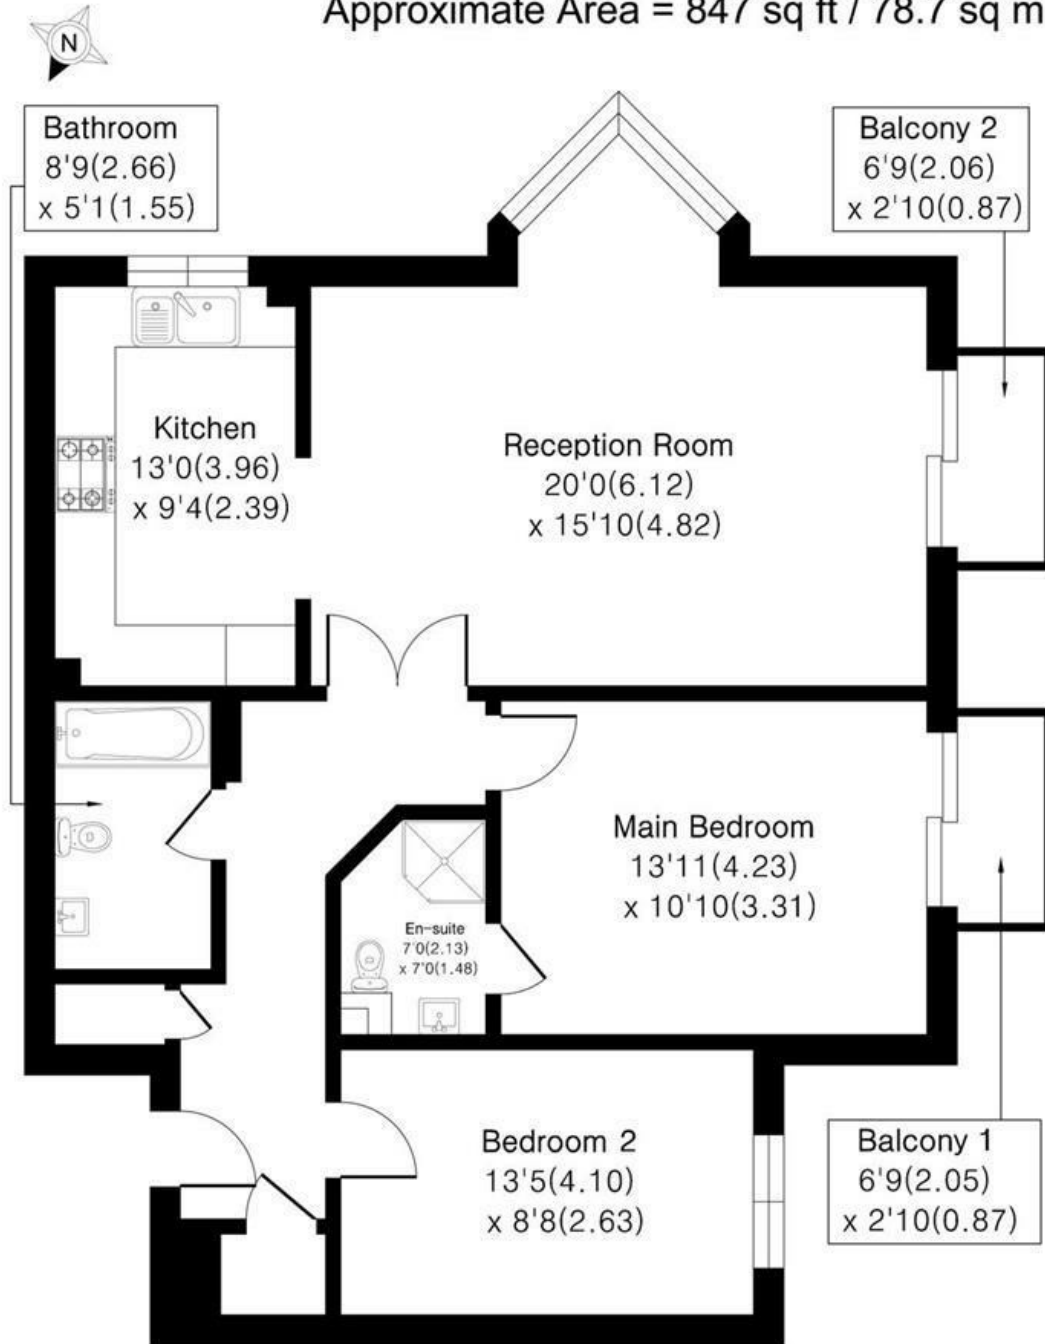 Approximate Area = 847 sq ft / 78.7 sq m
N
Bathroom
8'9(2.66)
x 5'1(1.55)
Balcony 2
6'9(2.06)
x 2'10(0.87)
Kitchen
13'0(3.96)
x 9'4(2.39)
Reception Room
20'0(6.12)
x 15'10(4.82)
Main Bedroom
13'11(4.23)
x 10'10(3.31)
En-suite
7'0(2.13)
x 7'0(1.48)
Bedroom 2
13'5(4.10)
x 8'8(2.63)
Balcony 1
6'9(2.05)
x 2'10(0.87)